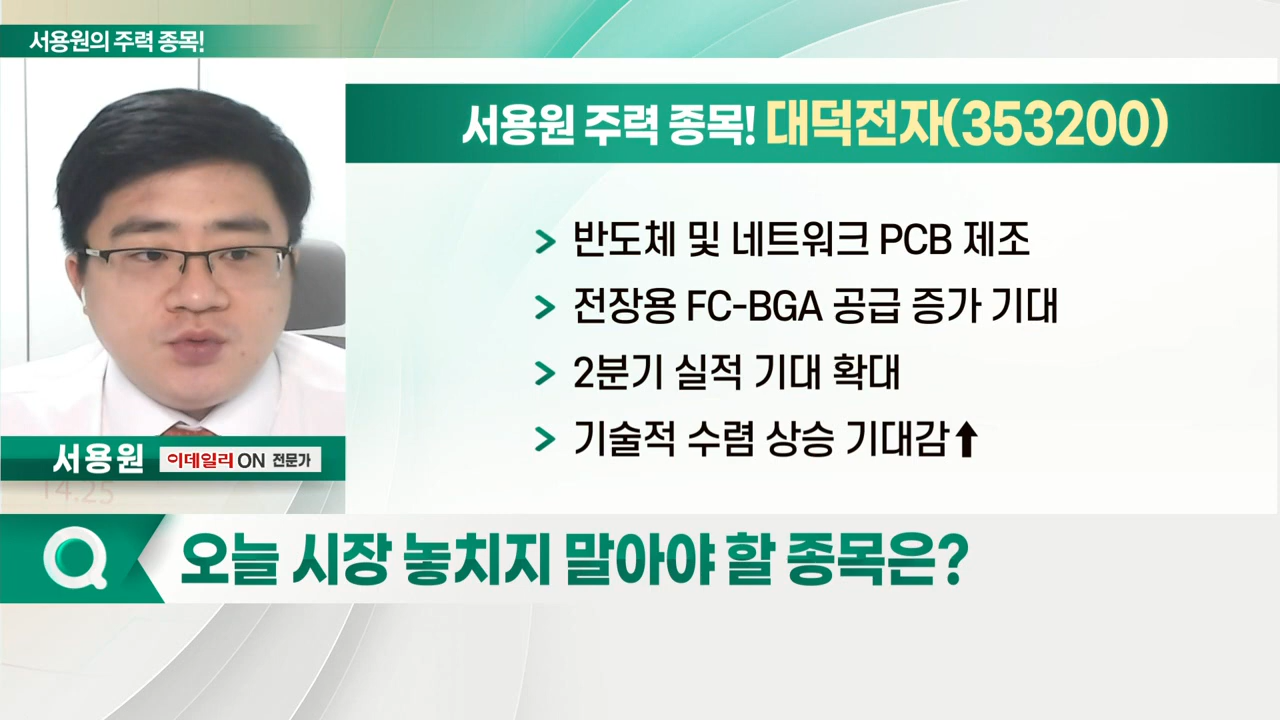 서용원의 주력 종목!
서용원 주력 종목! 대덕전자(353200)
> 반도체 및 네트워크 PCB 제조
> 전장용 FC-BGA 공급 증가 기대
> 2분기 실적 기대 확대
> 기술적 수렴 상승 기대감⬆
서용원 이데일리 ON 전문가
14.25
오늘 시장 놓치지 말아야 할 종목은?